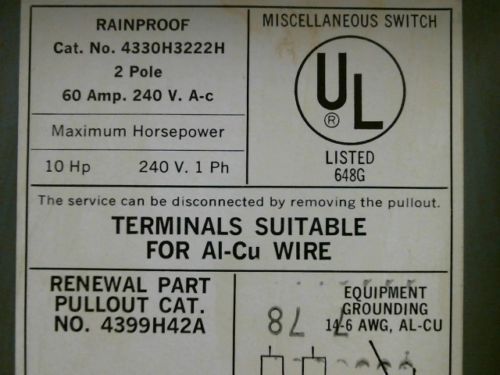 RAINPROOF
Cat. No. 4330H3222H
2 Pole
60 Amp. 240 V. A-c
Maximum Horsepower
10 Hp 240 V. 1 Ph
MISCELLANEOUS SWITCH
UL
®
LISTED
648G
The service can be disconnected by removing the pullout.
TERMINALS SUITABLE
FOR Al-Cu WIRE
RENEWAL PART
PULLOUT CAT.
NO. 4399H42A
EQUIPMENT
GROUNDING
14-6 AWG, AL-CU